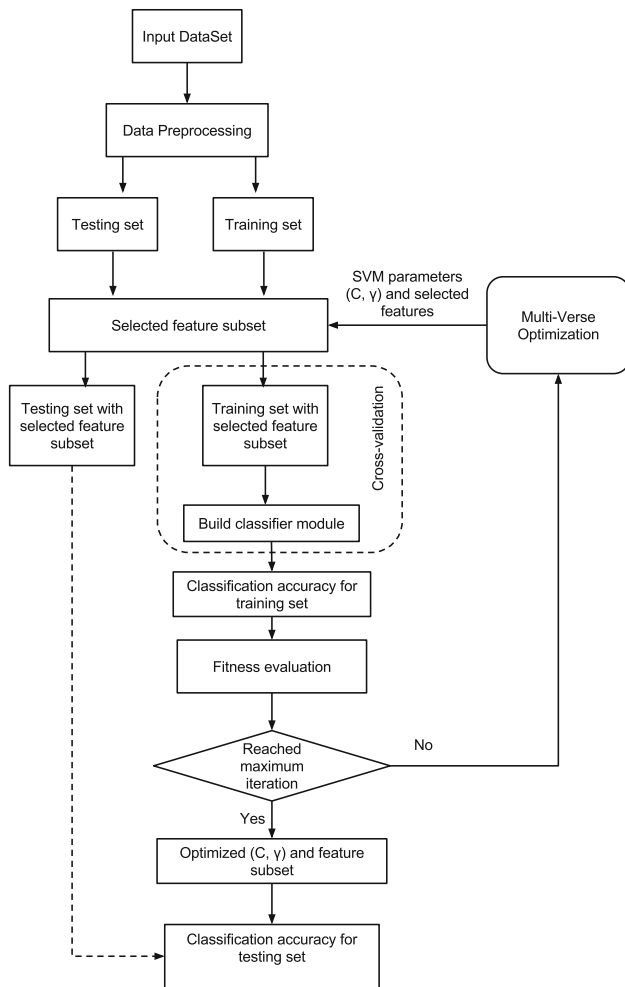 Input DataSet
Data Preprocessing
Testing set
Training set
SVM parameters
(C, γ) and selected
features
Multi-Verse
Optimization
Selected feature subset
Testing set with
selected feature
subset
Training set with
selected feature
subset
Cross-validation
Build classifier module
Classification accuracy for
training set
Fitness evaluation
Reached
maximum
iteration
No
Yes
Optimized (C, γ) and feature
subset
Classification accuracy for
testing set